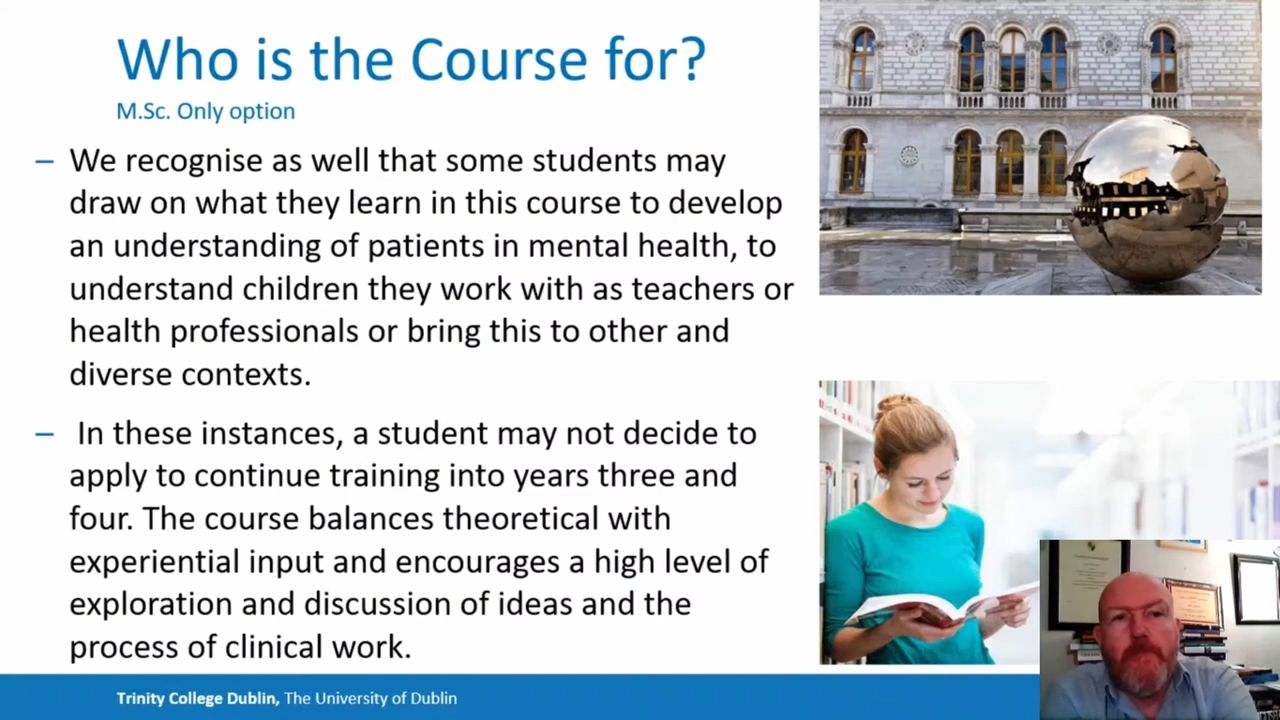 Who is the Course for?
M.Sc. Only option
– We recognise as well that some students may
draw on what they learn in this course to develop
an understanding of patients in mental health, to
understand children they work with as teachers or
health professionals or bring this to other and
diverse contexts.
– In these instances, a student may not decide to
apply to continue training into years three and
four. The course balances theoretical with
experiential input and encourages a high level of
exploration and discussion of ideas and the
process of clinical work.
Trinity College Dublin, The University of Dublin